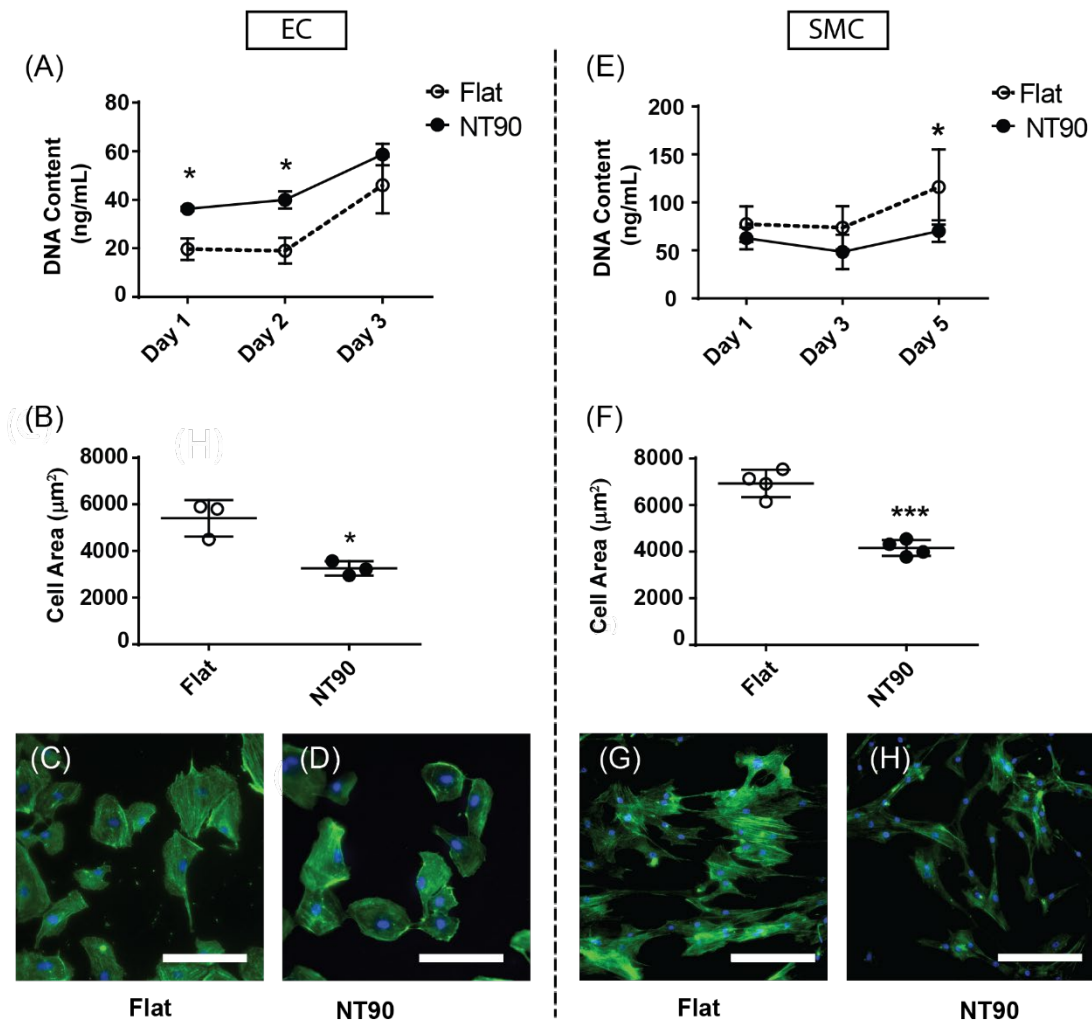 EC
(A)
Flat
NT90
80
60
40
20
0
DNA Content
(ng/mL)
*
*
Day 1
Day 2
Day 3
(B)
(C)
(H)
8000
6000
4000
2000
0
Cell Area (μm²)
*
Flat
NT90
(C)
(D)
Flat
NT90
SMC
(E)
Flat
NT90
200
150
100
50
0
DNA Content
(ng/mL)
*
Day 1
Day 3
Day 5
(F)
8000
6000
4000
2000
0
Cell Area (μm²)
***
Flat
NT90
(G)
(H)
Flat
NT90